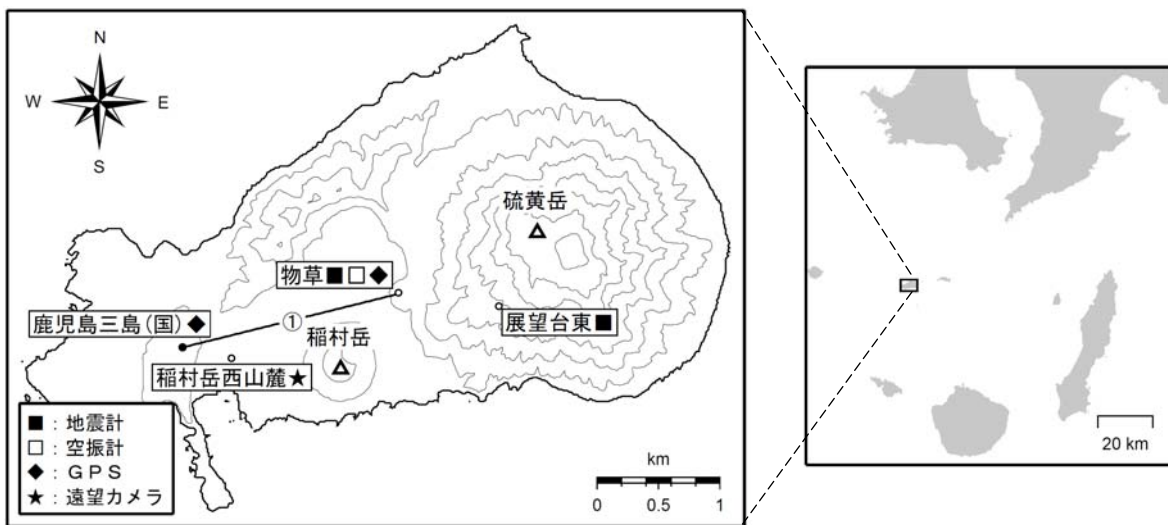 N
W E
S
硫黄岳
物草■□◆
鹿児島三島(国)◆
①
展望台東■
稲村岳
稲村岳西山麓★
■:地震計
□:空振計
◆:GPS
★:遠望カメラ
km
0 0.5 1
20 km